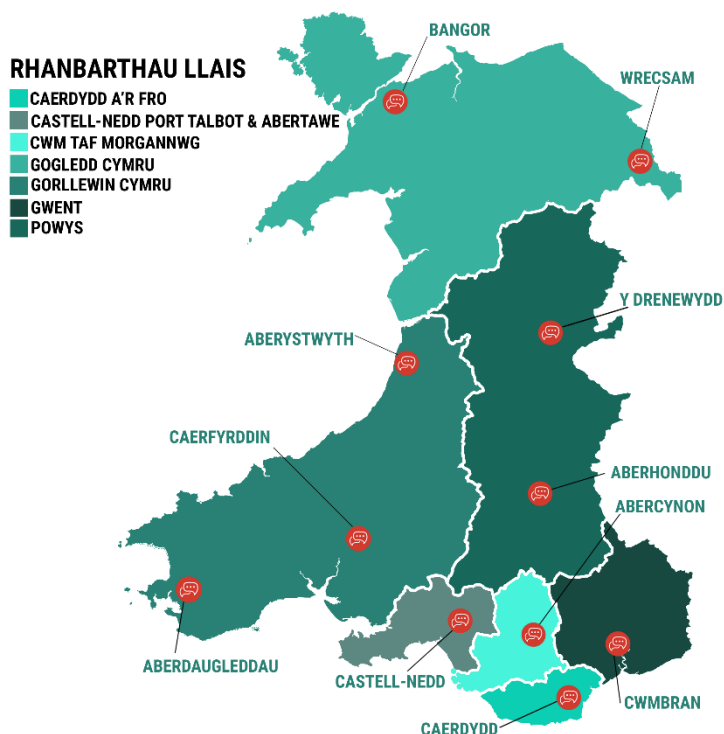 RHANBARTHAU LLAIS
CAERDYDD A'R FRO
CASTELL-NEDD PORT TALBOT & ABERTAWE
CWM TAF MORGANNWG
GOGLEDD CYMRU
GORLLEWIN CYMRU
GWENT
POWYS
BANGOR
WRECSAM
Y DRENEWYDD
ABERYSTWYTH
CAERFYRDDIN
ABERHONDDU
ABERCYNON
ABERDAUGLEDDAU
CASTELL-NEDD
CWMBRAN
CAERDYDD